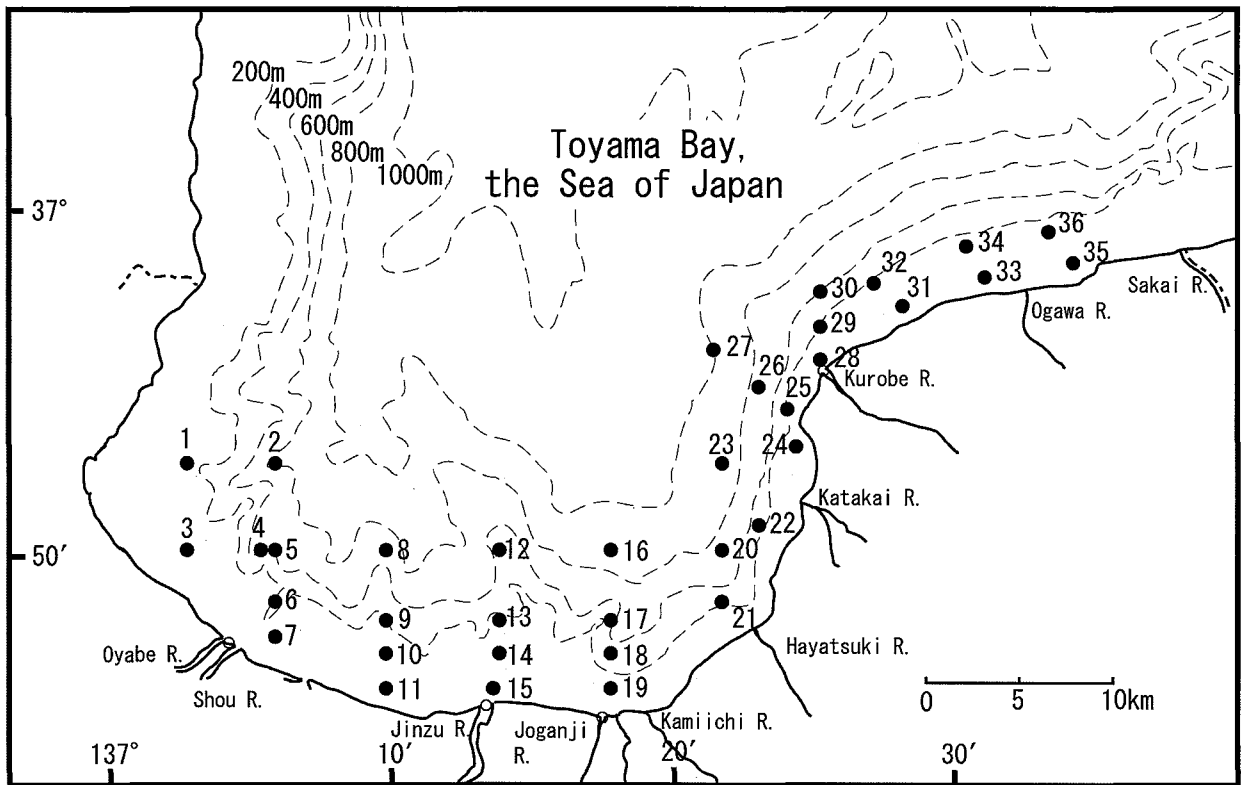 200m
400m
600m
800m
1000m
Toyama Bay,
the Sea of Japan
37°
36
34
35
32
33
30
31
Sakai R.
Ogawa R.
29
27
28
26
Kurobe R.
25
1
2
24
23
Katakai R.
22
50′
4
5
8
12
16
20
3
6
21
9
13
17
7
Hayatsuki R.
10
14
18
Oyabe R.
11
15
19
Shou R.
0
5
10km
Jinzu R.
Joganji
R.
Kamiichi R.
137°
10′
20′
30′